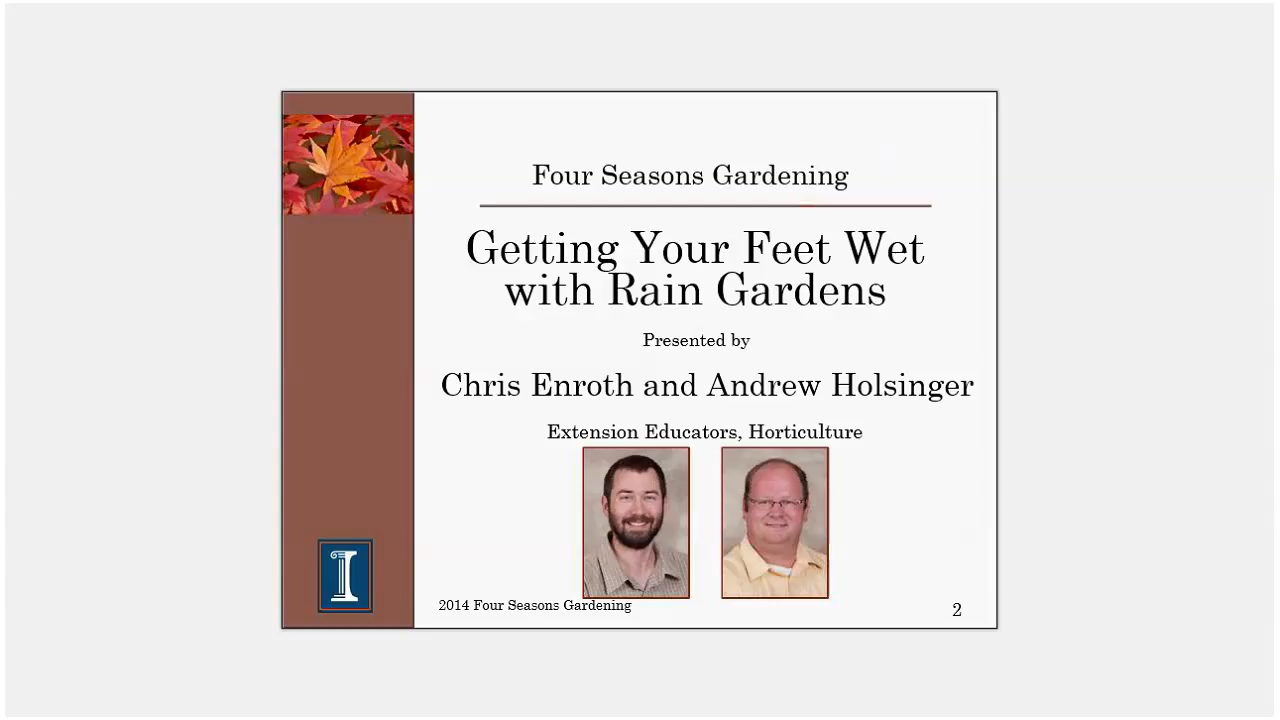 Four Seasons Gardening
Getting Your Feet Wet
with Rain Gardens
Presented by
Chris Enroth and Andrew Holsinger
Extension Educators, Horticulture
I
2014 Four Seasons Gardening
2